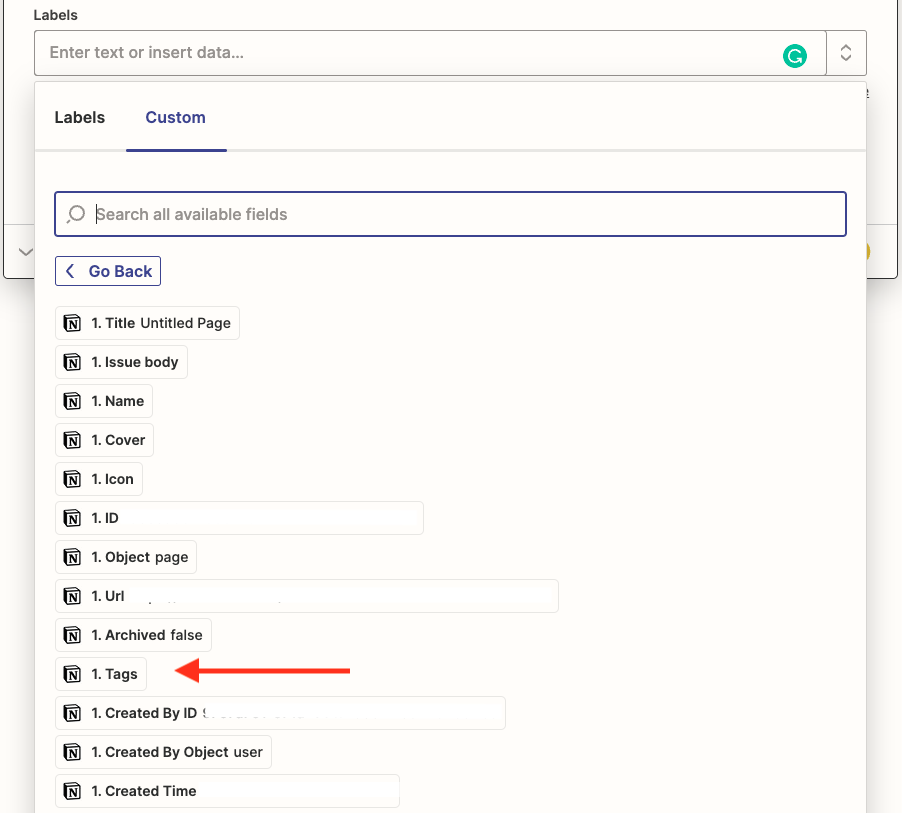 Labels
Enter text or insert data...
Labels Custom
Search all available fields
Go Back
1. Title Untitled Page
1. Issue body
1. Name
1. Cover
1. Icon
1. ID
1. Object page
1. Url
1. Archived false
1. Tags
1. Created By ID
1. Created By Object user
1. Created Time